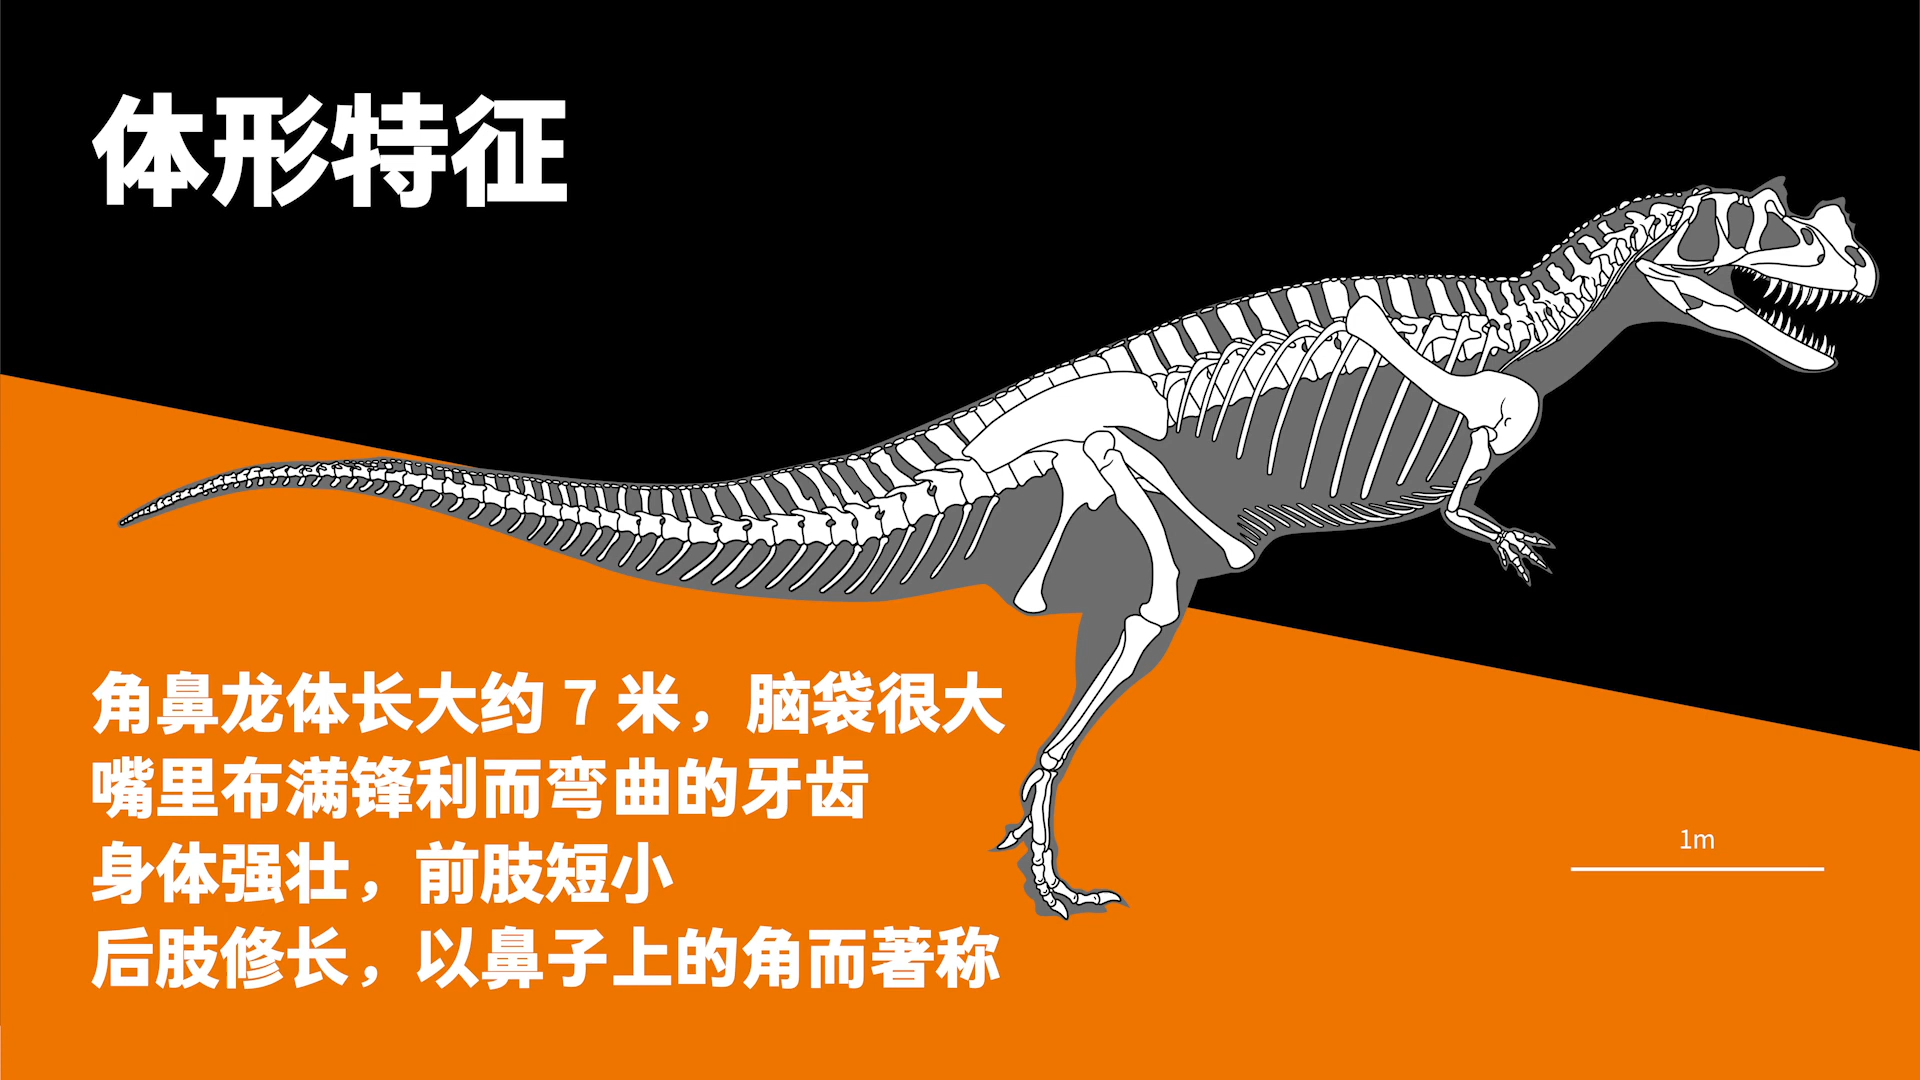 体形特征
角鼻龙体长大约 7 米，脑袋很大
嘴里布满锋利而弯曲的牙齿
身体强壮，前肢短小
后肢修长，以鼻子上的角而著称
1m